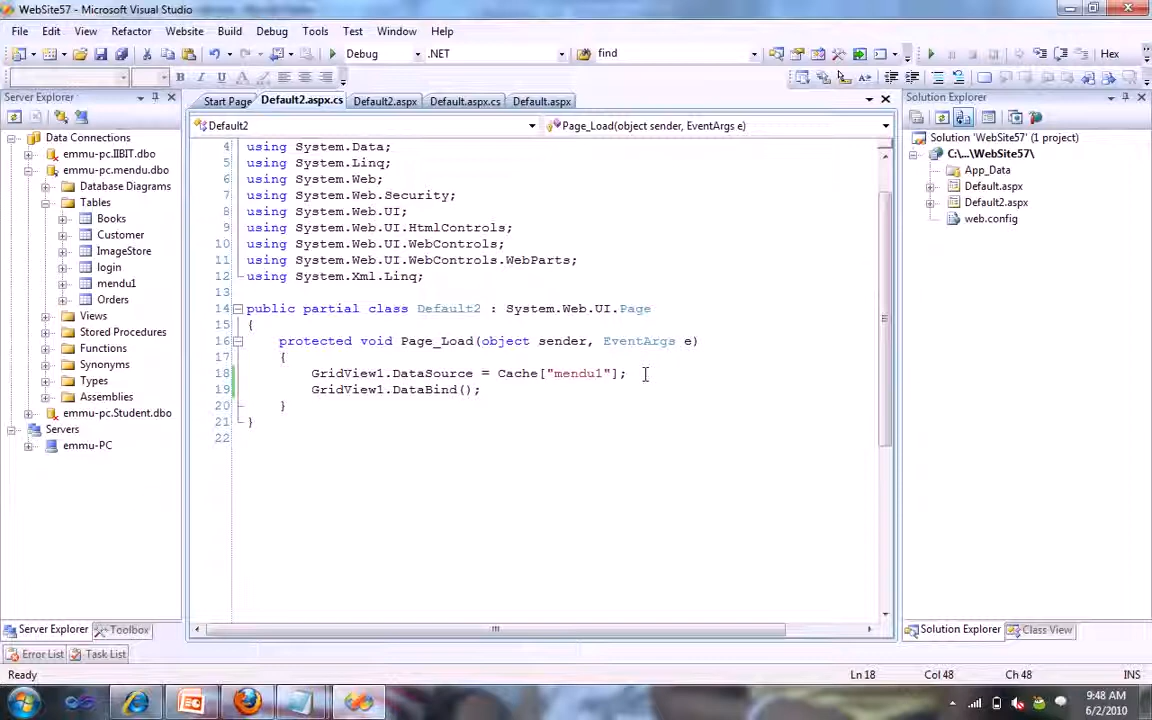 WebSite57 - Microsoft Visual Studio
File Edit View Refactor Website Build Debug Test Tools Window Help
Debug .NET find Hex
Server Explorer
Start Page Default2.aspx.cs Default2.aspx Default.aspx.cs Default.aspx
Solution Explorer
Default2 Page_Load(object sender, EventArgs e)
Data Connections
emmu-pc.IIBIT.dbo
emmu-pc.mendu.dbo
Database Diagrams
Tables
Books
Customer
ImageStore
login
mendu1
Orders
Views
Stored Procedures
Functions
Synonyms
Types
Assemblies
emmu-pc.Student.dbo
Servers
emmu-PC
4 using System.Data;
5 using System.Linq;
6 using System.Web;
7 using System.Web.Security;
8 using System.Web.UI;
9 using System.Web.UI.HtmlControls;
10 using System.Web.UI.WebControls;
11 using System.Web.UI.WebControls.WebParts;
12 using System.Xml.Linq;
13
14 public partial class Default2 : System.Web.UI.Page
15 {
16 protected void Page_Load(object sender, EventArgs e)
17 {
18 GridView1.DataSource = Cache["mendu1"];
19 GridView1.DataBind();
20 }
21 }
22
Solution 'WebSite57' (1 project)
C:\...\WebSite57\
App_Data
Default.aspx
Default2.aspx
web.config
Server Explorer Toolbox
Solution Explorer Class View
Error List Task List
Ready Ln 18 Col 48 Ch 48 INS
9:48 AM
6/2/2010